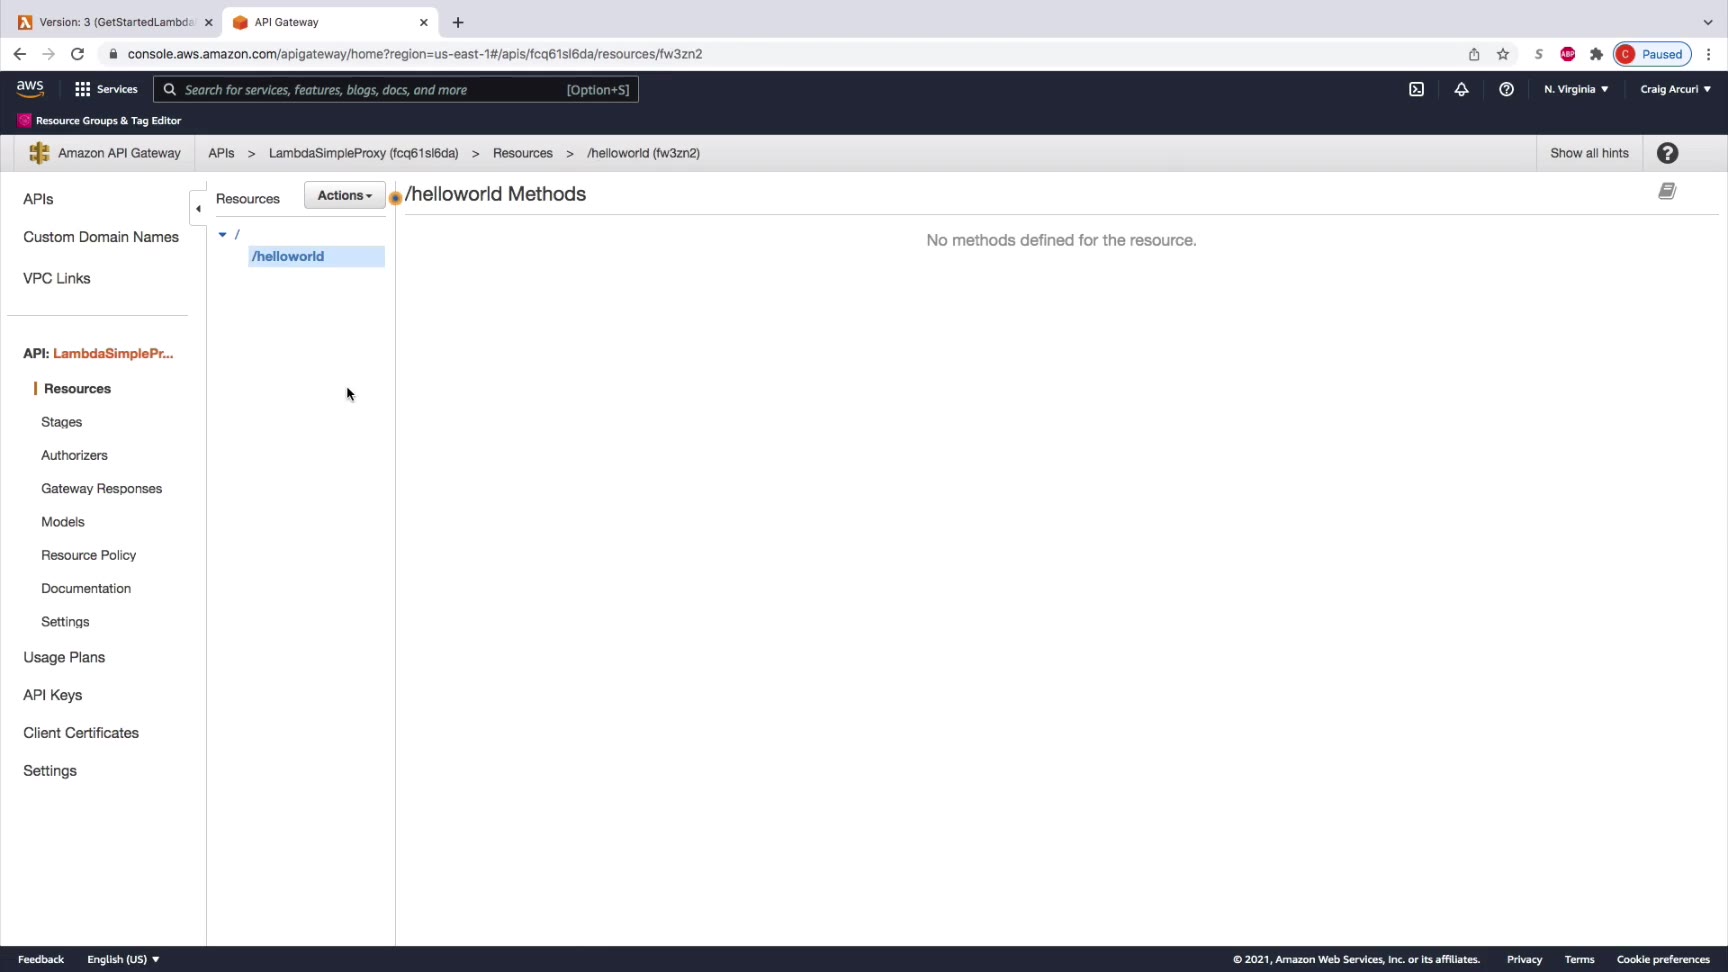 Version: 3 (GetStartedLambda
API Gateway
console.aws.amazon.com/apigateway/home?region=us-east-1#/apis/fcq61sl6da/resources/fw3zn2
S
ABP
C Paused
aws
Services
Search for services, features, blogs, docs, and more [Option+S]
N. Virginia
Craig Arcuri
Resource Groups & Tag Editor
Amazon API Gateway
APIs > LambdaSimpleProxy (fcq61sl6da) > Resources > /helloworld (fw3zn2)
Show all hints
APIs
Custom Domain Names
VPC Links
API: LambdaSimplePr...
Resources
Stages
Authorizers
Gateway Responses
Models
Resource Policy
Documentation
Settings
Usage Plans
API Keys
Client Certificates
Settings
Resources
Actions
/
/helloworld
/helloworld Methods
No methods defined for the resource.
Feedback
English (US)
© 2021, Amazon Web Services, Inc. or its affiliates.
Privacy
Terms
Cookie preferences